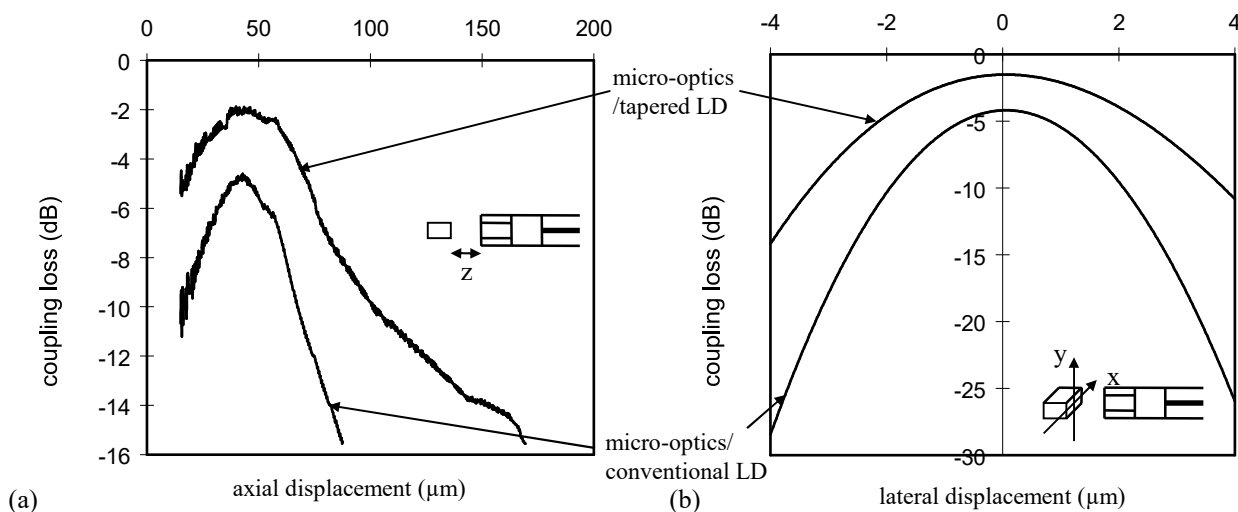 0 50 100 150 200
0
-2
-4
-6
-8
-10
-12
-14
-16
coupling loss (dB)
z
(a)
axial displacement (µm)
micro-optics
/tapered LD
micro-optics/
conventional LD
-4 -2 0 2 4
0
-5
-10
-15
-20
-25
-30
coupling loss (dB)
y
x
(b)
lateral displacement (µm)